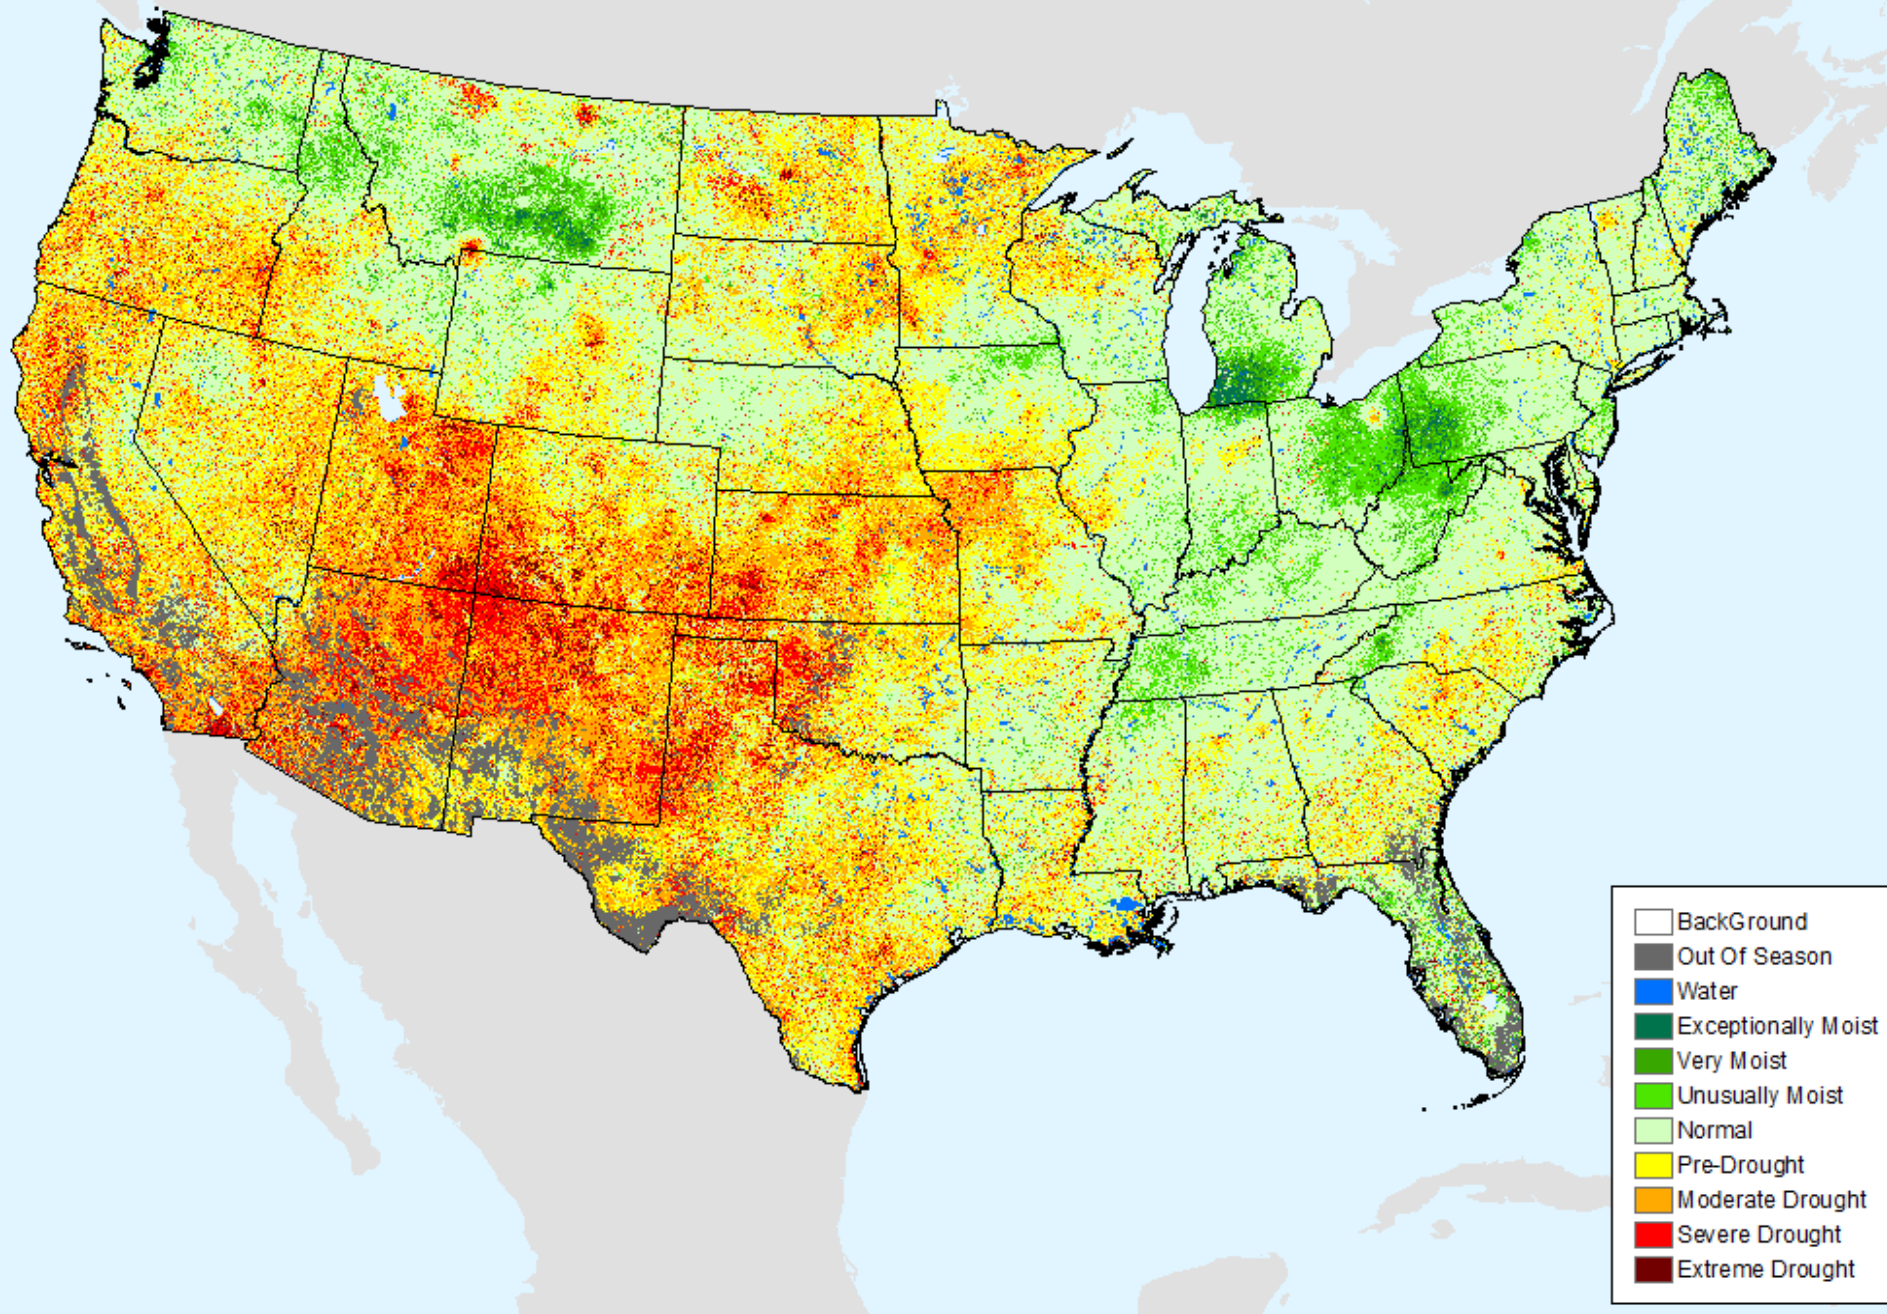 BackGround
Out Of Season
Water
Exceptionally Moist
Very Moist
Unusually Moist
Normal
Pre-Drought
Moderate Drought
Severe Drought
Extreme Drought